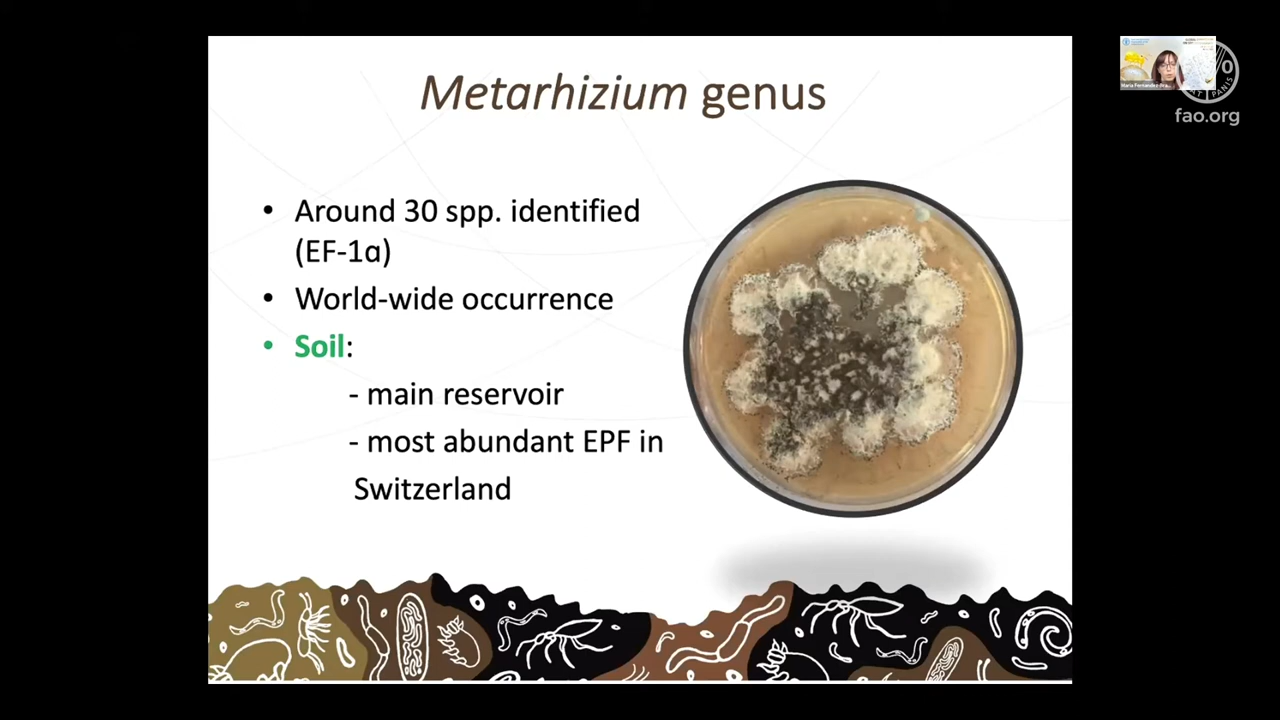 Metarhizium genus
• Around 30 spp. identified
(EF-1α)
• World-wide occurrence
• Soil:
- main reservoir
- most abundant EPF in
Switzerland
fao.org